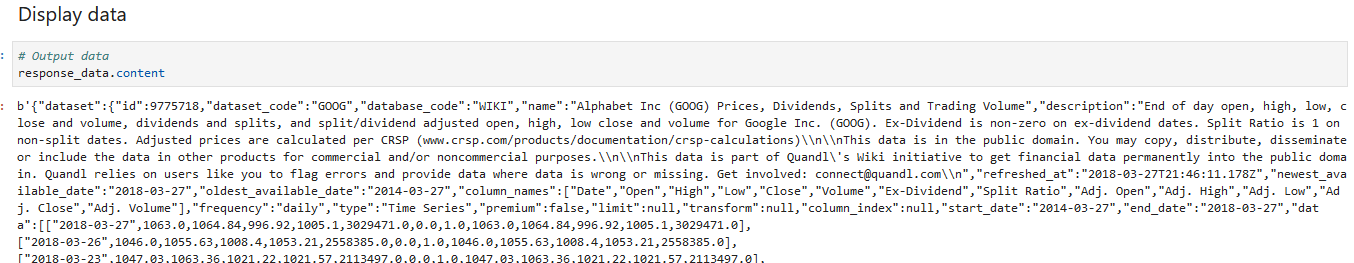 Display data
:
# Output data
response_data.content
:
b'{"dataset":{"id":9775718,"dataset_code":"GOOG","database_code":"WIKI","name":"Alphabet Inc (GOOG) Prices, Dividends, Splits and Trading Volume","description":"End of day open, high, low, c
lose and volume, dividends and splits, and split/dividend adjusted open, high, low close and volume for Google Inc. (GOOG). Ex-Dividend is non-zero on ex-dividend dates. Split Ratio is 1 on
non-split dates. Adjusted prices are calculated per CRSP (www.crsp.com/products/documentation/crsp-calculations)\\n\\nThis data is in the public domain. You may copy, distribute, disseminate
or include the data in other products for commercial and/or noncommercial purposes.\\n\\nThis data is part of Quandl\'s Wiki initiative to get financial data permanently into the public doma
in. Quandl relies on users like you to flag errors and provide data where data is wrong or missing. Get involved: connect@quandl.com\\n","refreshed_at":"2018-03-27T21:46:11.178Z","newest_ava
ilable_date":"2018-03-27","oldest_available_date":"2014-03-27","column_names":["Date","Open","High","Low","Close","Volume","Ex-Dividend","Split Ratio","Adj. Open","Adj. High","Adj. Low","Ad
j. Close","Adj. Volume"],"frequency":"daily","type":"Time Series","premium":false,"limit":null,"transform":null,"column_index":null,"start_date":"2014-03-27","end_date":"2018-03-27","dat
a":[["2018-03-27",1063.0,1064.84,996.92,1005.1,3029471.0,0.0,1.0,1063.0,1064.84,996.92,1005.1,3029471.0],
["2018-03-26",1046.0,1055.63,1008.4,1053.21,2558385.0,0.0,1.0,1046.0,1055.63,1008.4,1053.21,2558385.0],
["2018-03-23",1047.03,1063.36,1021.22,1021.57,2113497.0,0.0,1.0,1047.03,1063.36,1021.22,1021.57,2113497.0],